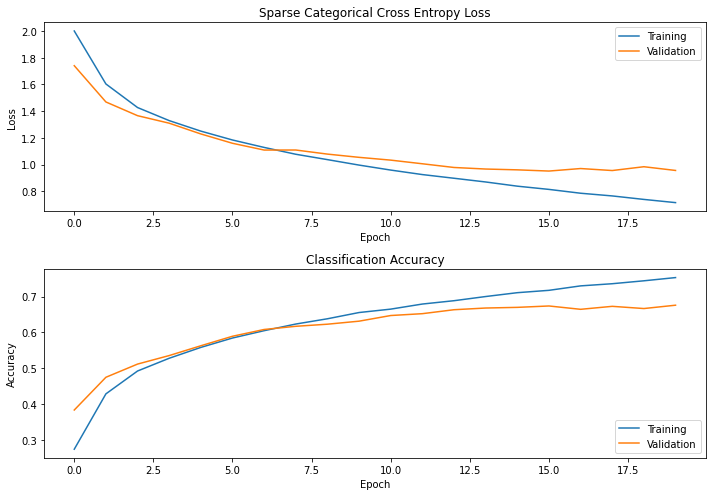 Sparse Categorical Cross Entropy Loss
2.0
1.8
1.6
1.4
1.2
1.0
0.8
Loss
Training
Validation
0.0 2.5 5.0 7.5 10.0 12.5 15.0 17.5
Epoch
Classification Accuracy
0.7
0.6
0.5
0.4
0.3
Accuracy
Training
Validation
0.0 2.5 5.0 7.5 10.0 12.5 15.0 17.5
Epoch